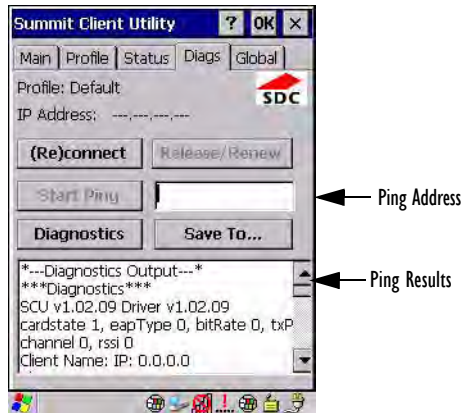 Summit Client Utility ? OK ×
Main Profile Status Diags Global
Profile: Default
SDC
IP Address: ---.---.---.---
(Re)connect Release/Renew
Start Ping
Ping Address
Diagnostics Save To...
*---Diagnostics Output---*
Ping Results
***Diagnostics***
SCU v1.02.09 Driver v1.02.09
cardstate 1, eapType 0, bitRate 0, txP
channel 0, rssi 0
Client Name: IP: 0.0.0.0